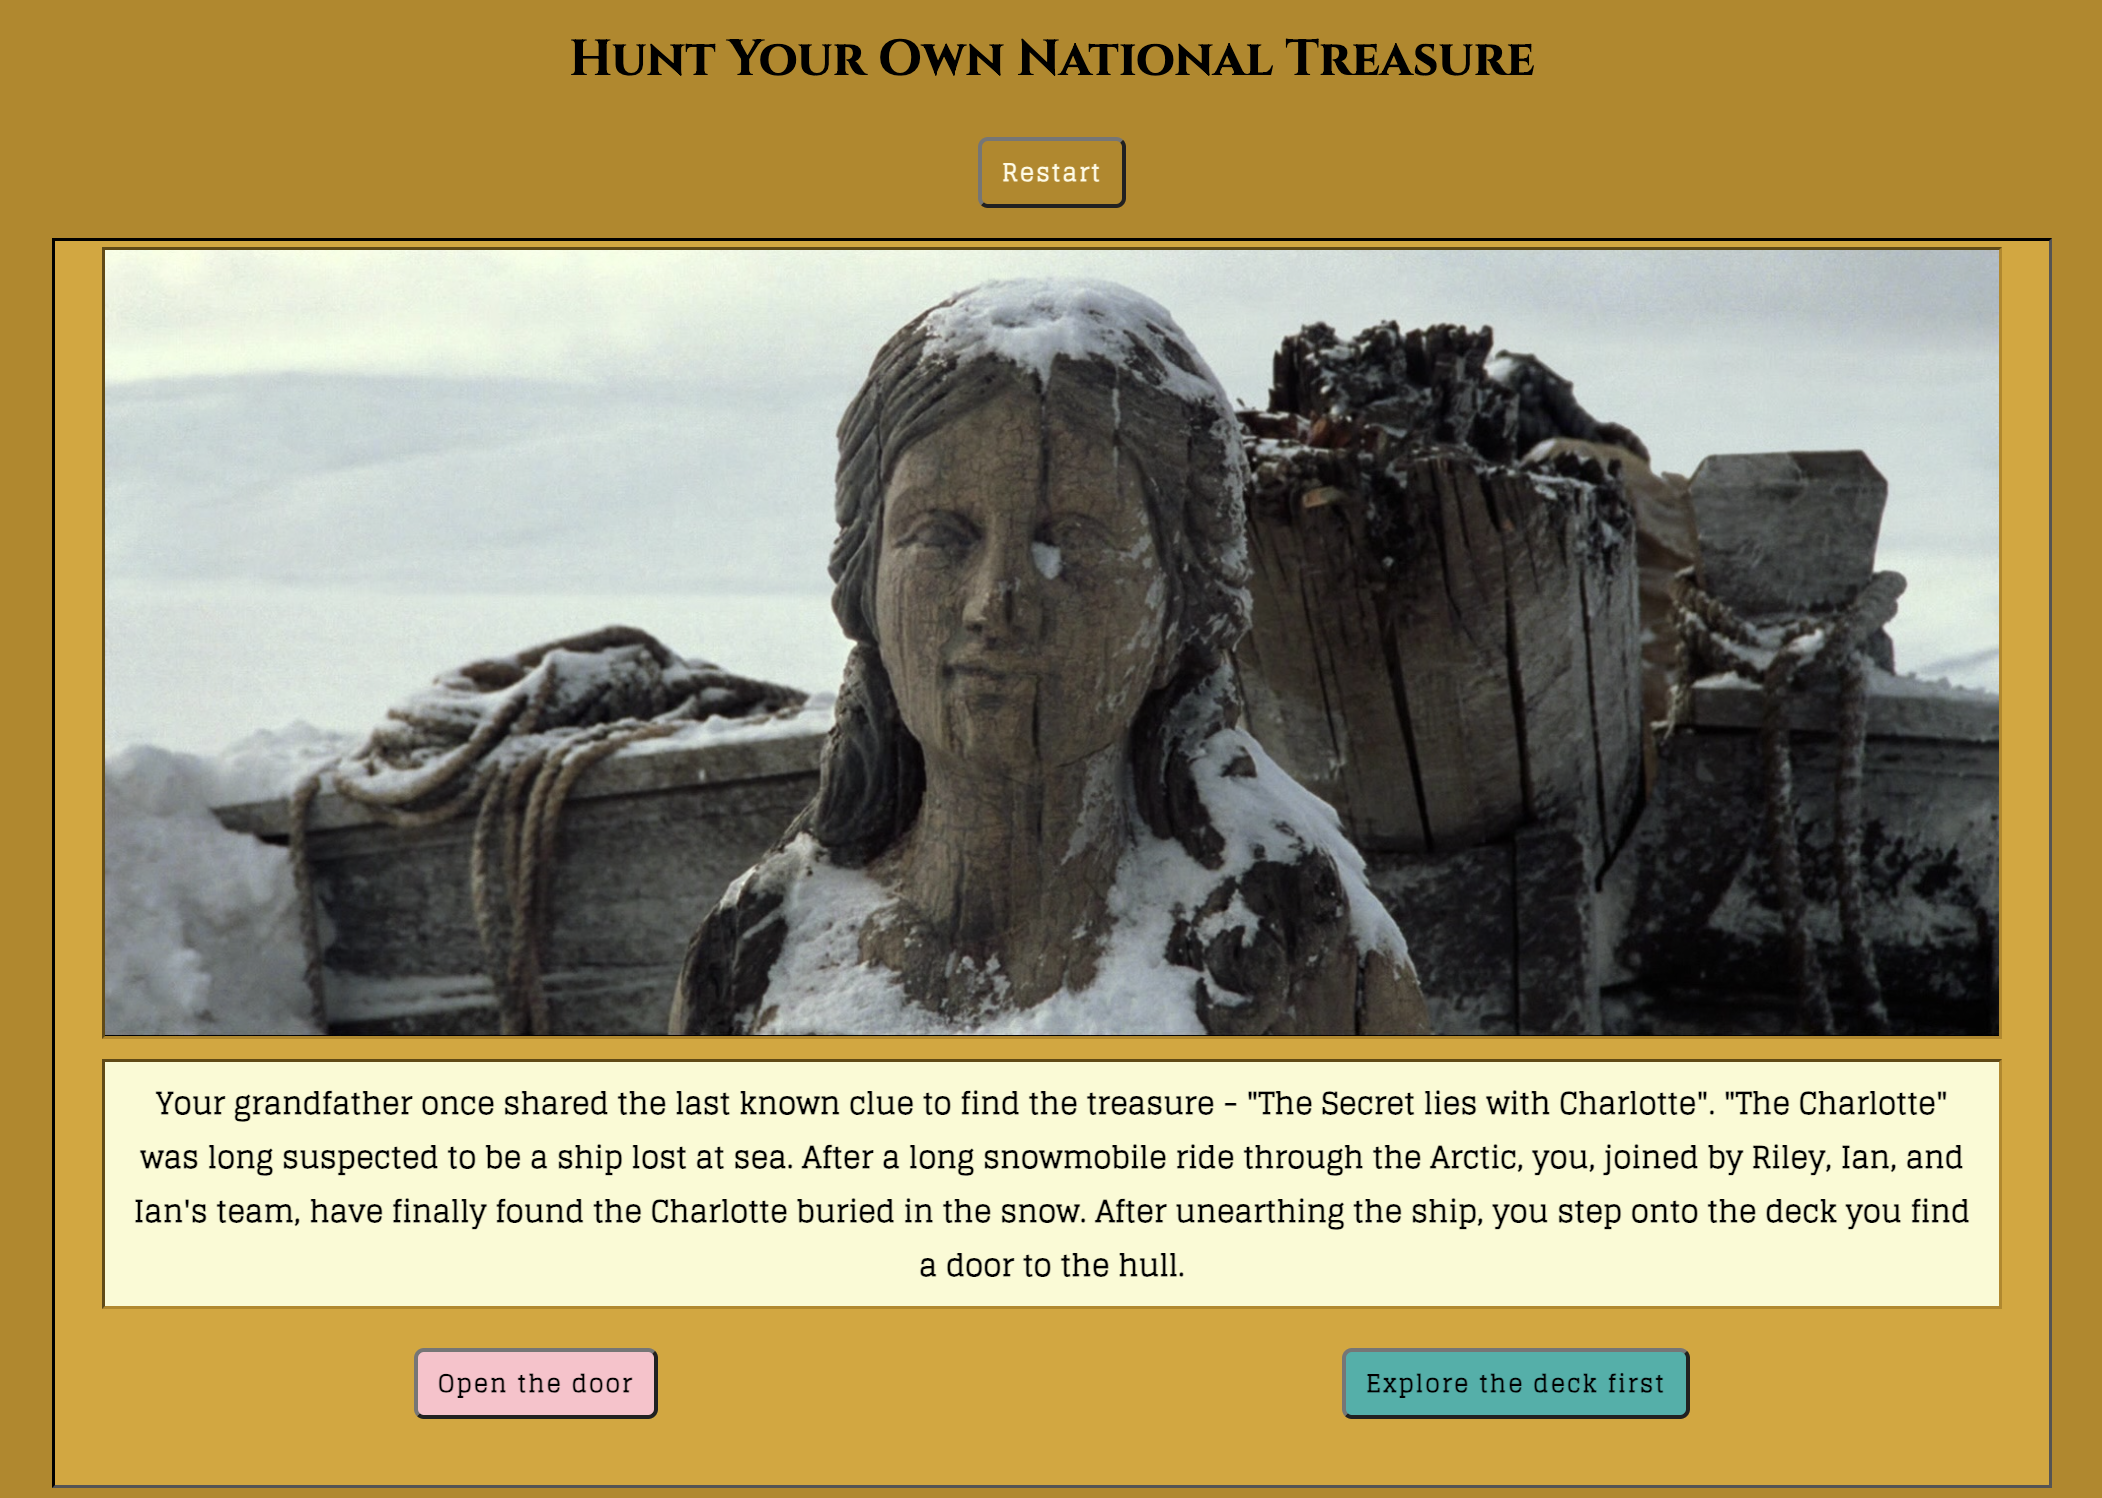 Hunt Your Own National Treasure
Restart
Your grandfather once shared the last known clue to find the treasure - "The Secret lies with Charlotte". "The Charlotte"
was long suspected to be a ship lost at sea. After a long snowmobile ride through the Arctic, you, joined by Riley, Ian, and
Ian's team, have finally found the Charlotte buried in the snow. After unearthing the ship, you step onto the deck you find
a door to the hull.
Open the door
Explore the deck first